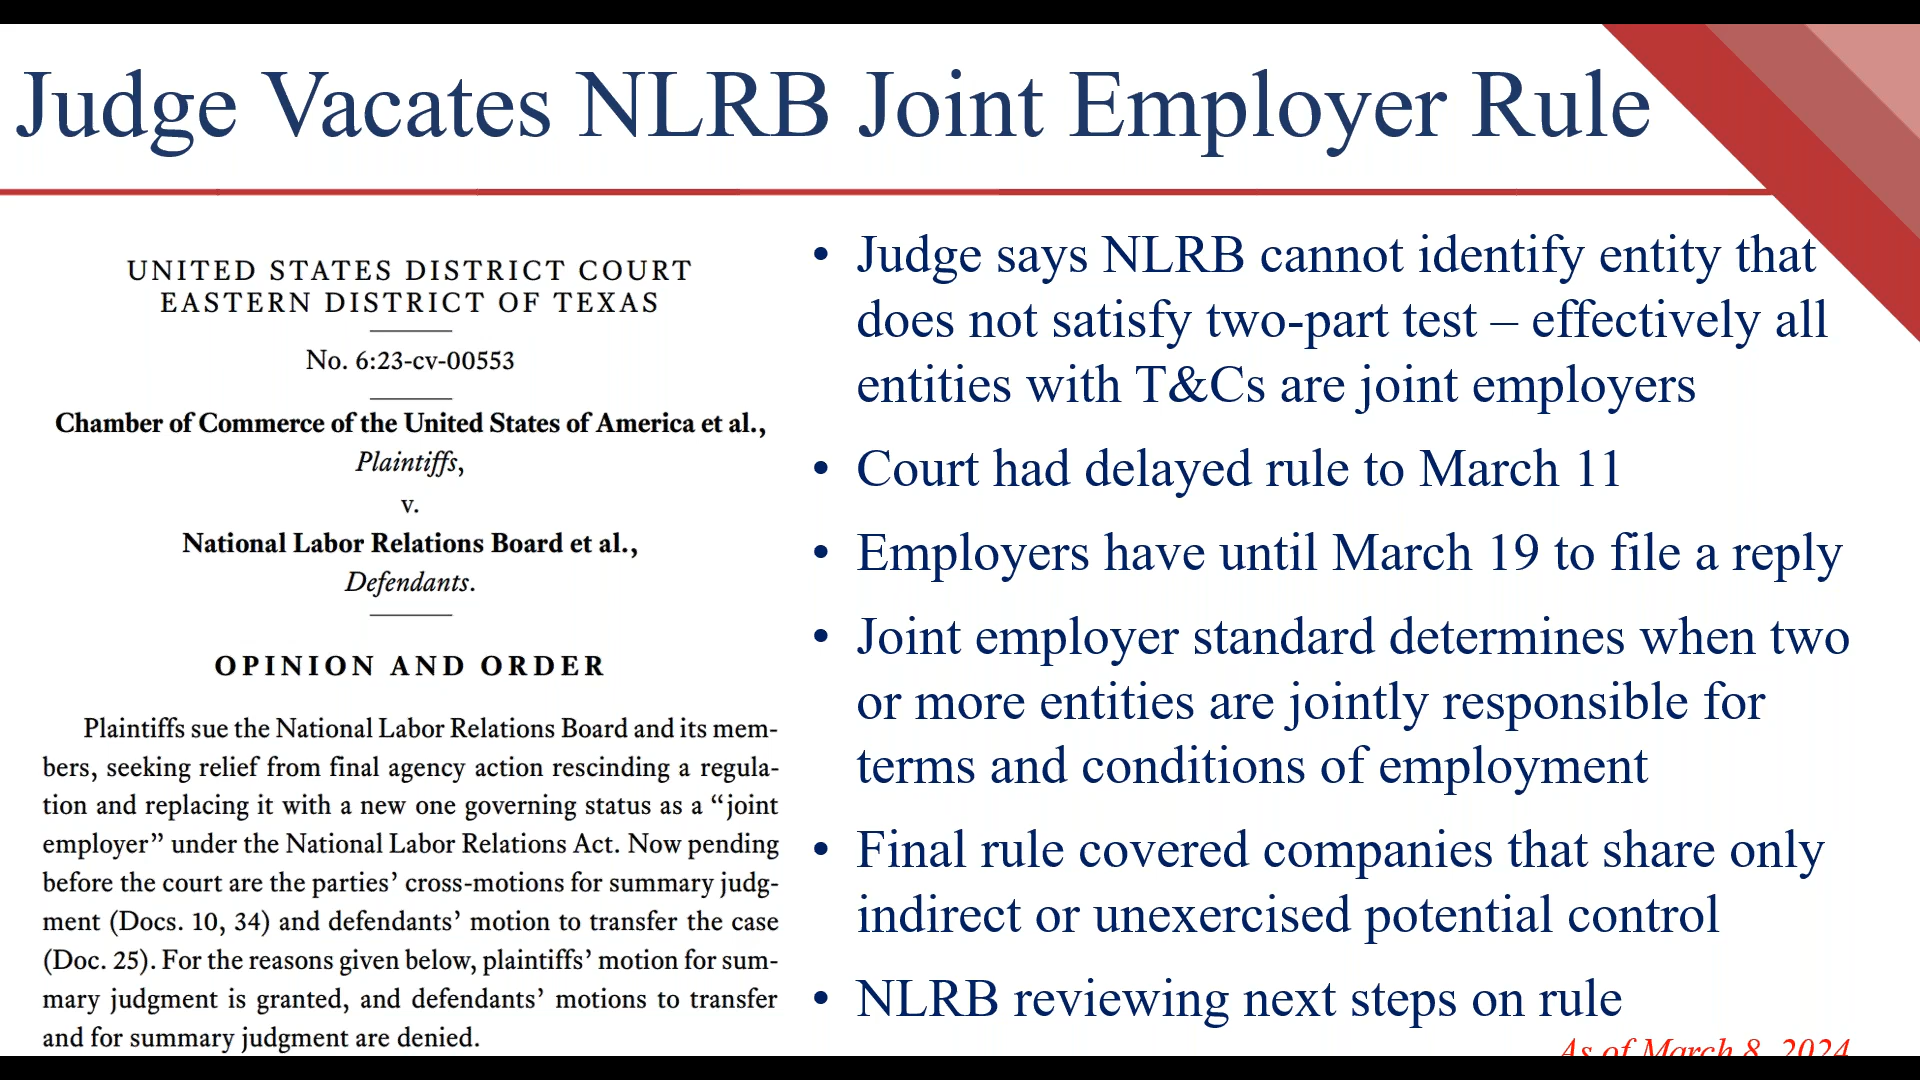 Judge Vacates NLRB Joint Employer Rule
UNITED STATES DISTRICT COURT
EASTERN DISTRICT OF TEXAS
No. 6:23-cv-00553
Chamber of Commerce of the United States of America et al.,
Plaintiffs,
v.
National Labor Relations Board et al.,
Defendants.
OPINION AND ORDER
Plaintiffs sue the National Labor Relations Board and its mem-
bers, seeking relief from final agency action rescinding a regula-
tion and replacing it with a new one governing status as a “joint
employer” under the National Labor Relations Act. Now pending
before the court are the parties’ cross-motions for summary judg-
ment (Docs. 10, 34) and defendants’ motion to transfer the case
(Doc. 25). For the reasons given below, plaintiffs’ motion for sum-
mary judgment is granted, and defendants’ motions to transfer
and for summary judgment are denied.
• Judge says NLRB cannot identify entity that
does not satisfy two-part test – effectively all
entities with T&Cs are joint employers
• Court had delayed rule to March 11
• Employers have until March 19 to file a reply
• Joint employer standard determines when two
or more entities are jointly responsible for
terms and conditions of employment
• Final rule covered companies that share only
indirect or unexercised potential control
• NLRB reviewing next steps on rule
As of March 8, 2024